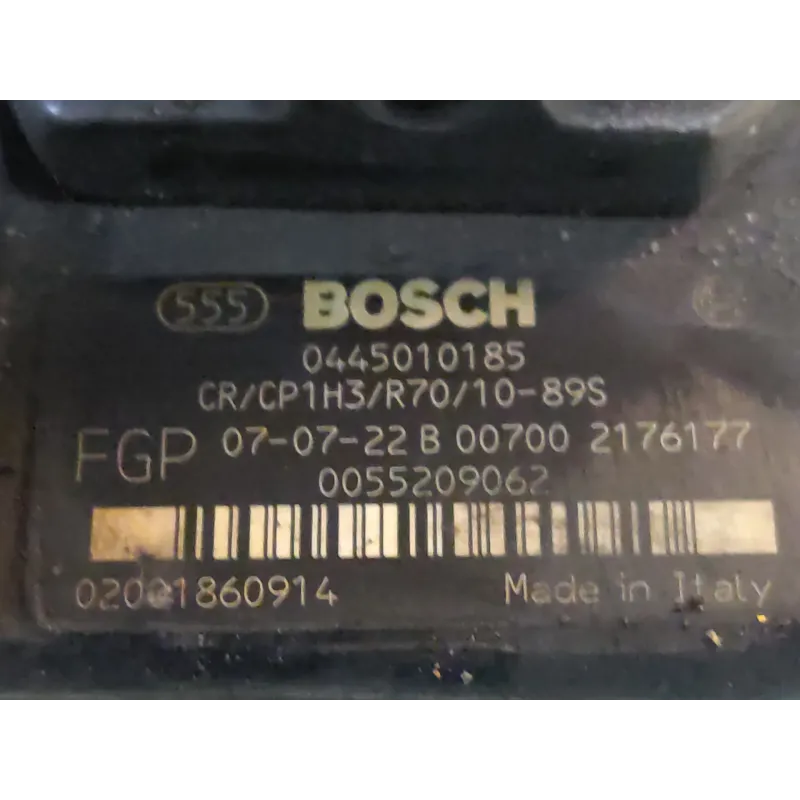 555 BOSCH
0445010185
CR/CP1H3/R70/10-89S
FGP 07-07-22 B 00700 2176177
0055209062
02001860914 Made in Italy